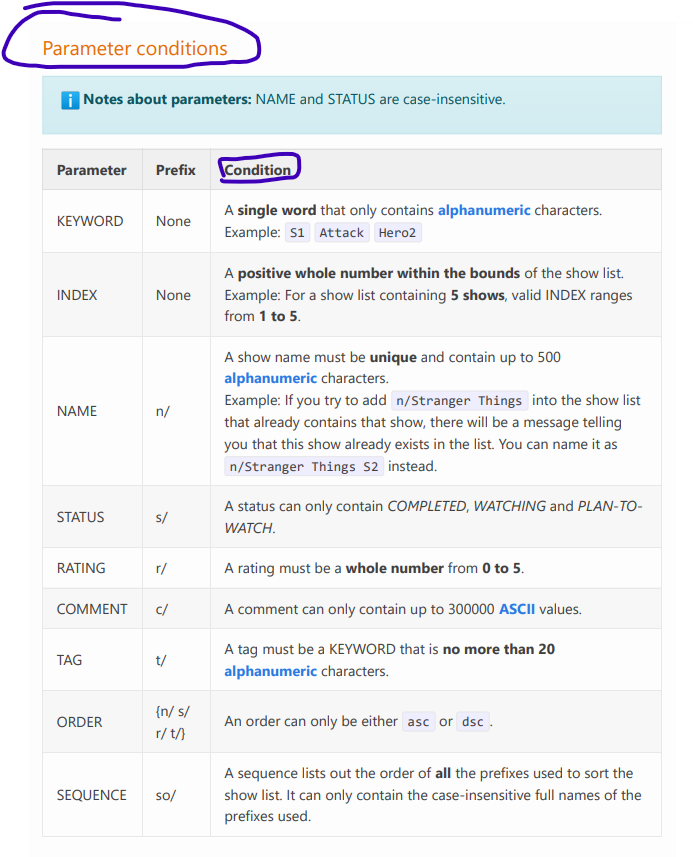 Parameter conditions
i Notes about parameters: NAME and STATUS are case-insensitive.
Parameter Prefix Condition
KEYWORD None A single word that only contains alphanumeric characters.
Example: S1 Attack Hero2
INDEX None A positive whole number within the bounds of the show list.
Example: For a show list containing 5 shows, valid INDEX ranges
from 1 to 5.
NAME n/ A show name must be unique and contain up to 500
alphanumeric characters.
Example: If you try to add n/Stranger Things into the show list
that already contains that show, there will be a message telling
you that this show already exists in the list. You can name it as
n/Stranger Things S2 instead.
STATUS s/ A status can only contain COMPLETED, WATCHING and PLAN-TO-
WATCH.
RATING r/ A rating must be a whole number from 0 to 5.
COMMENT c/ A comment can only contain up to 300000 ASCII values.
TAG t/ A tag must be a KEYWORD that is no more than 20
alphanumeric characters.
ORDER {n/ s/
r/ t/} An order can only be either asc or dsc.
SEQUENCE so/ A sequence lists out the order of all the prefixes used to sort the
show list. It can only contain the case-insensitive full names of the
prefixes used.